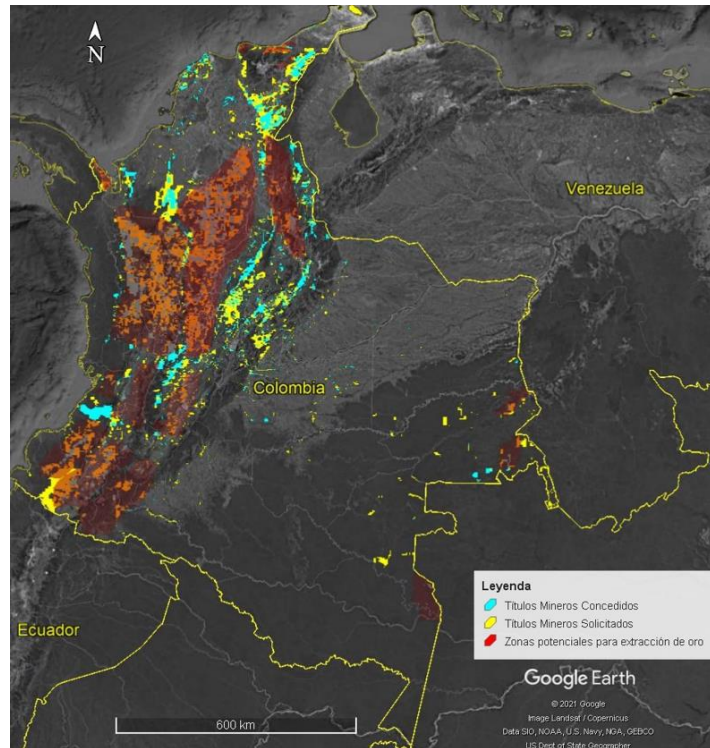 N
Venezuela
Colombia
Ecuador
Leyenda
Títulos Mineros Concedidos
Títulos Mineros Solicitados
Zonas potenciales para extracción de oro
Google Earth
© 2021 Google
Image Landsat / Copernicus
Data SIO, NOAA, U.S. Navy, NGA, GEBCO
US Dept of State Geographer
600 km